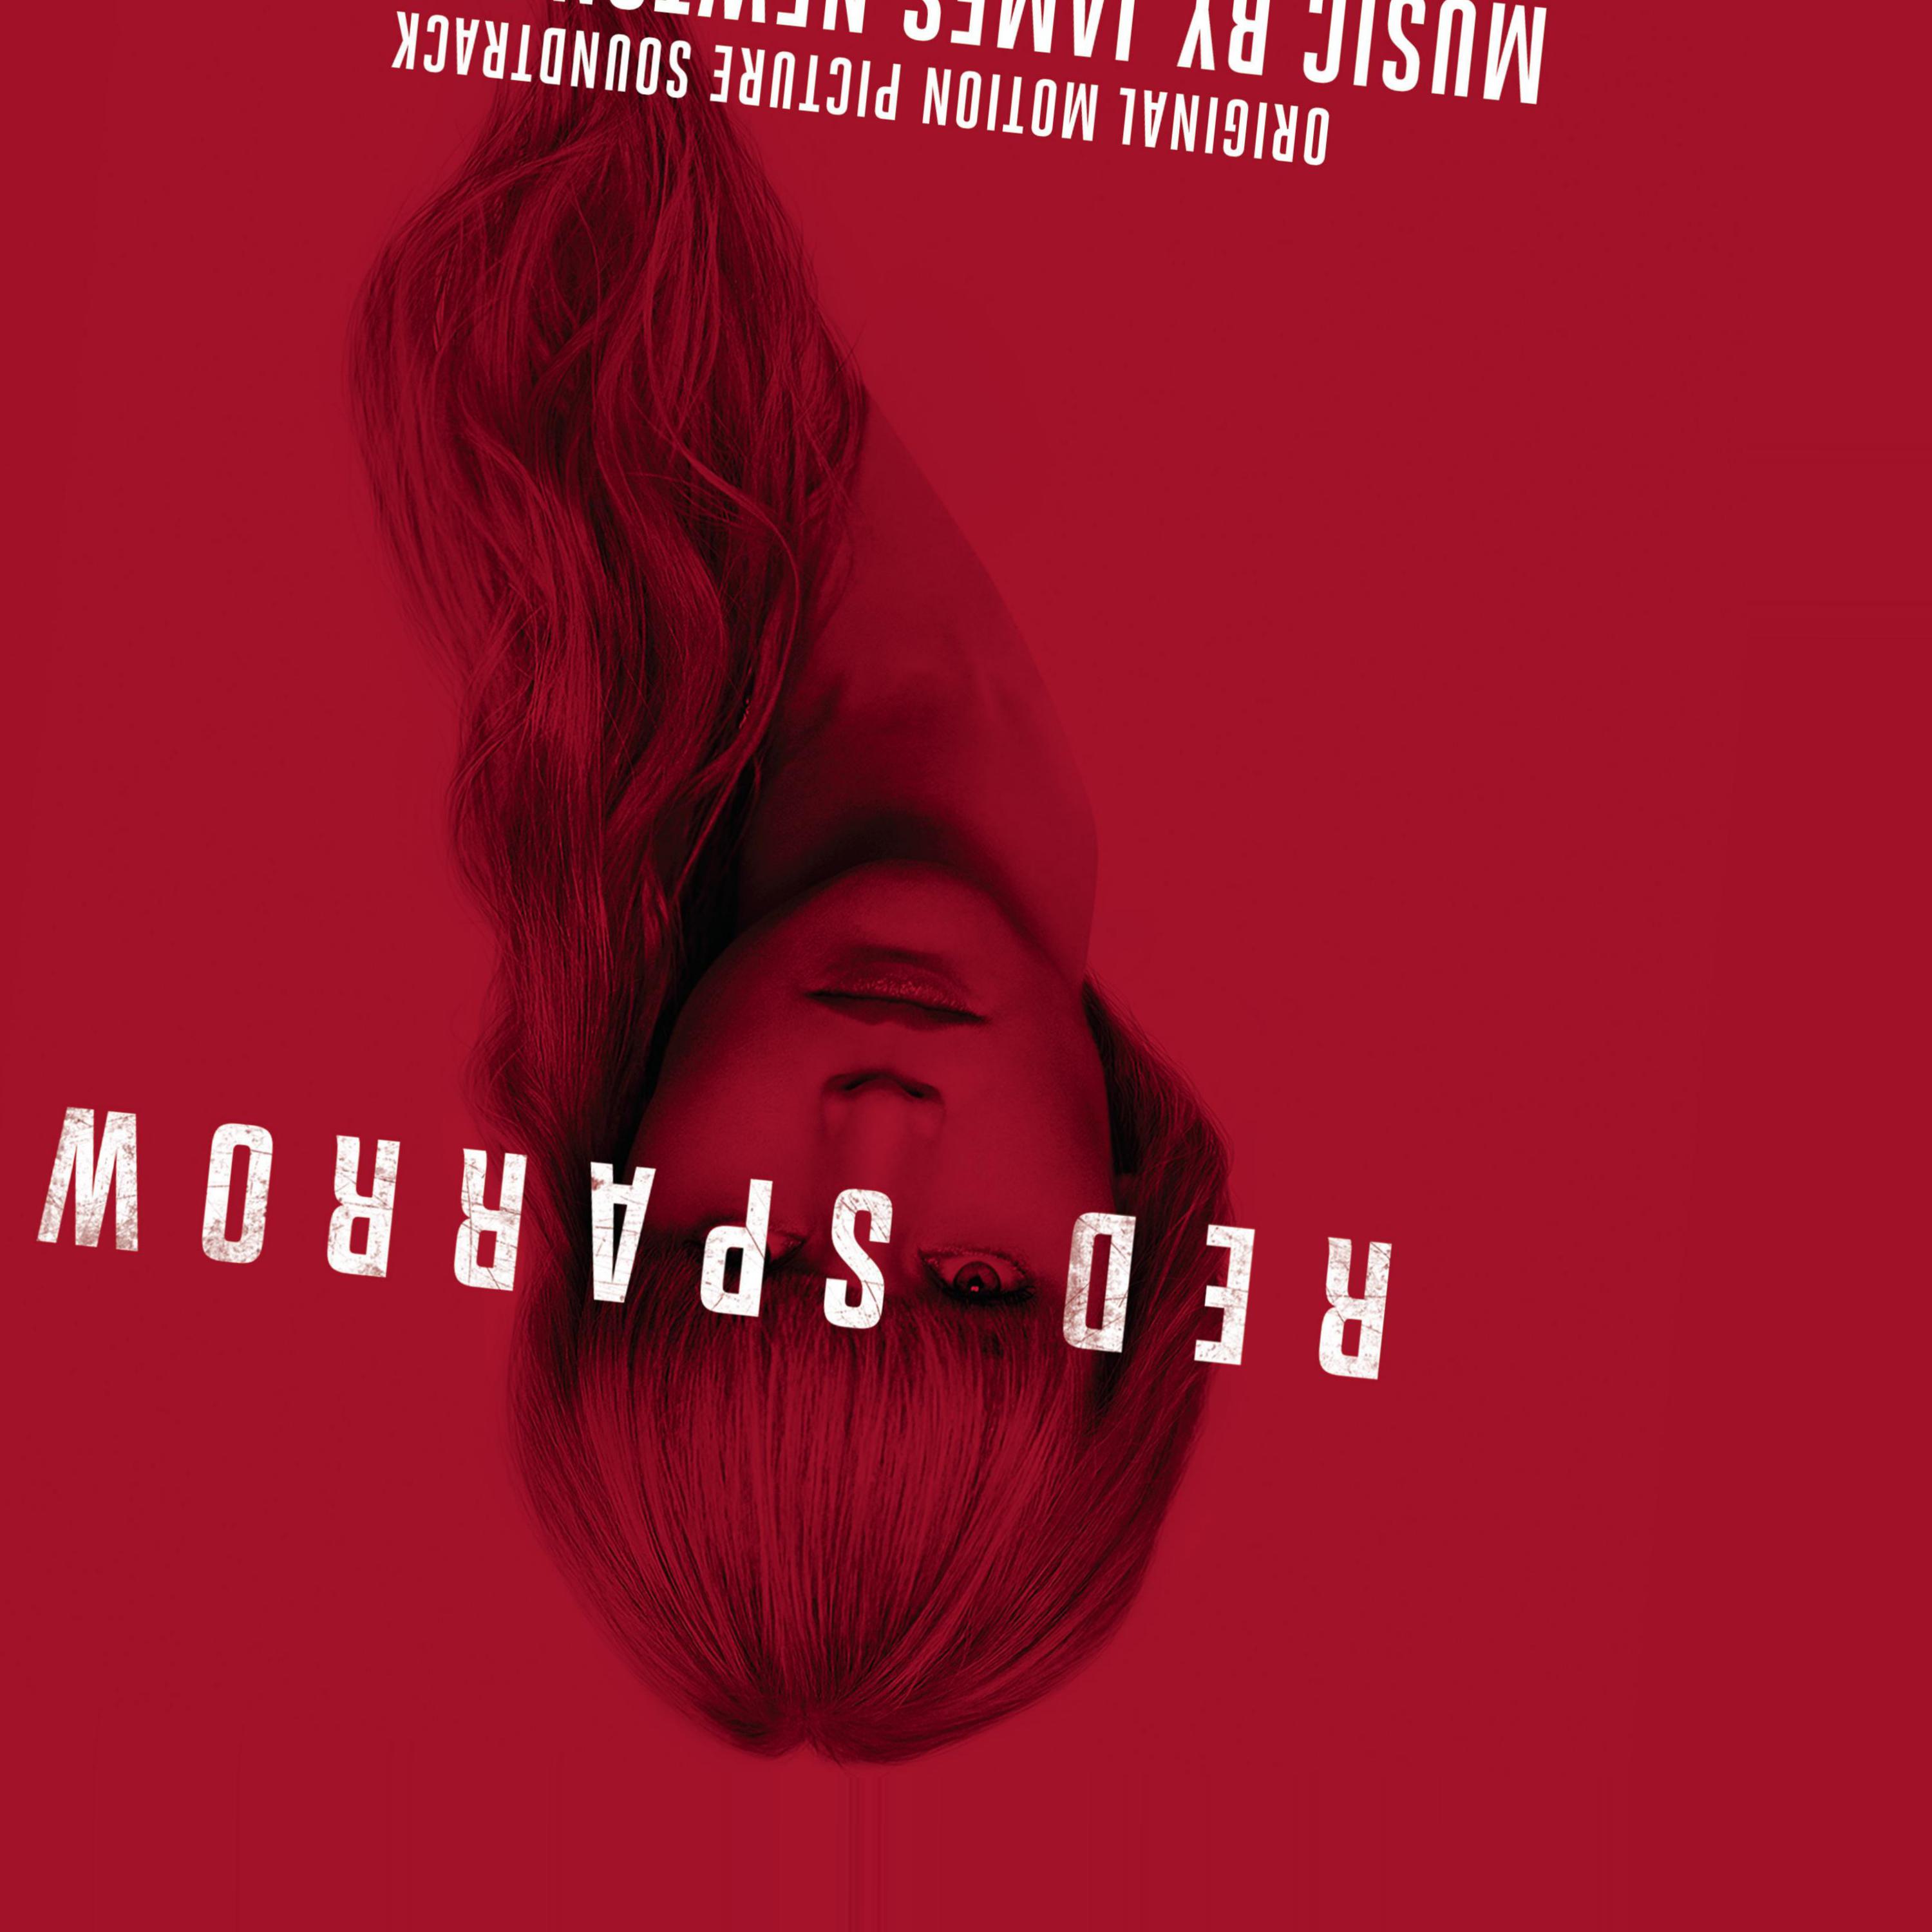 RED SPARROW
ORIGINAL MOTION PICTURE SOUNDTRACK
MUSIC BY JAMES NEWTON